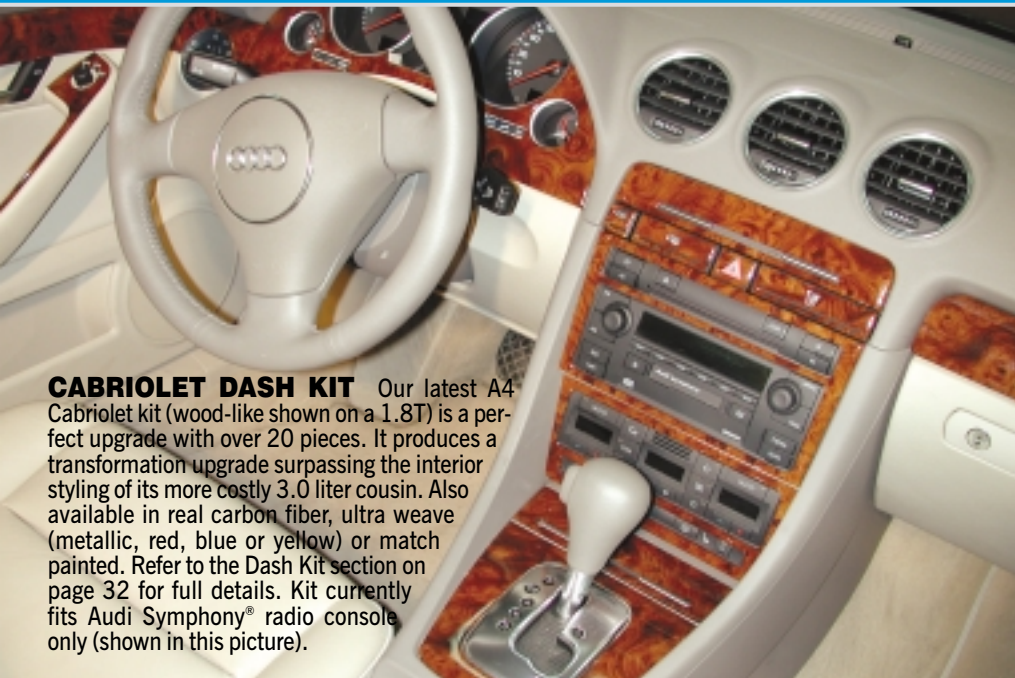 CABRIOLET DASH KIT Our latest A4
Cabriolet kit (wood-like shown on a 1.8T) is a per-
fect upgrade with over 20 pieces. It produces a
transformation upgrade surpassing the interior
styling of its more costly 3.0 liter cousin. Also
available in real carbon fiber, ultra weave
(metallic, red, blue or yellow) or match
painted. Refer to the Dash Kit section on
page 32 for full details. Kit currently
fits Audi Symphony® radio console
only (shown in this picture).